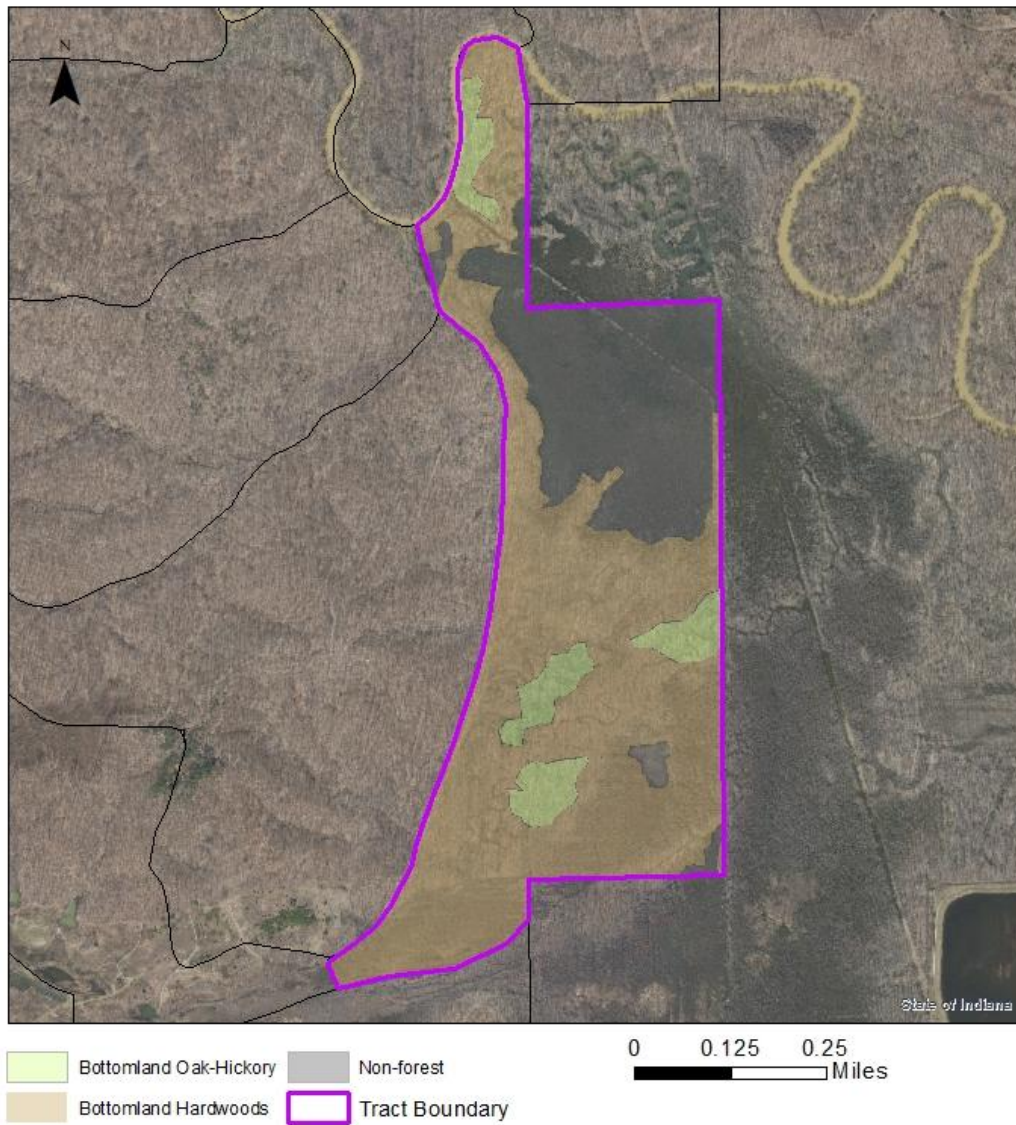 N
State of Indiana
Bottomland Oak-Hickory
Non-forest
0 0.125 0.25
Miles
Bottomland Hardwoods
Tract Boundary